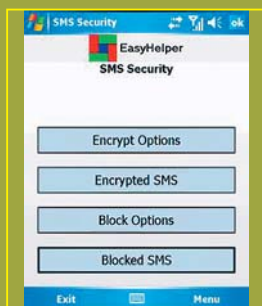 SMS Security
ok
EasyHelper
SMS Security
Encrypt Options
Encrypted SMS
Block Options
Blocked SMS
Exit
Menu